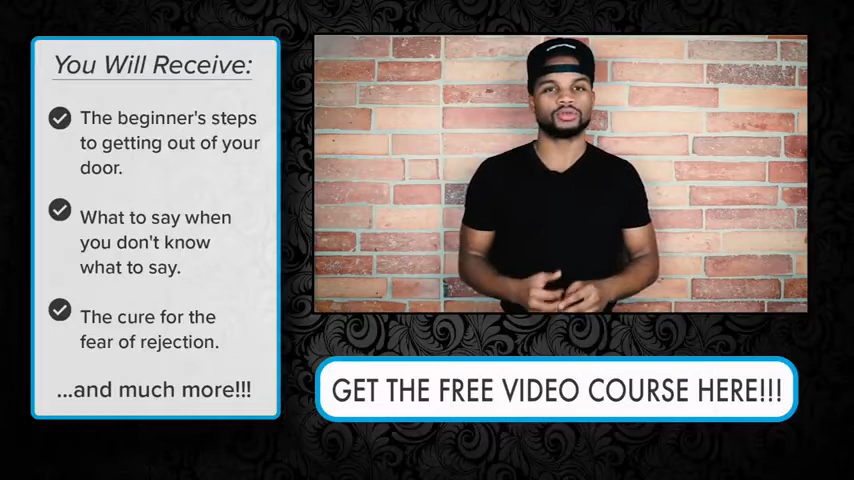 You Will Receive:
The beginner's steps
to getting out of your
door.
What to say when
you don't know
what to say.
The cure for the
fear of rejection.
...and much more!!!
GET THE FREE VIDEO COURSE HERE!!!